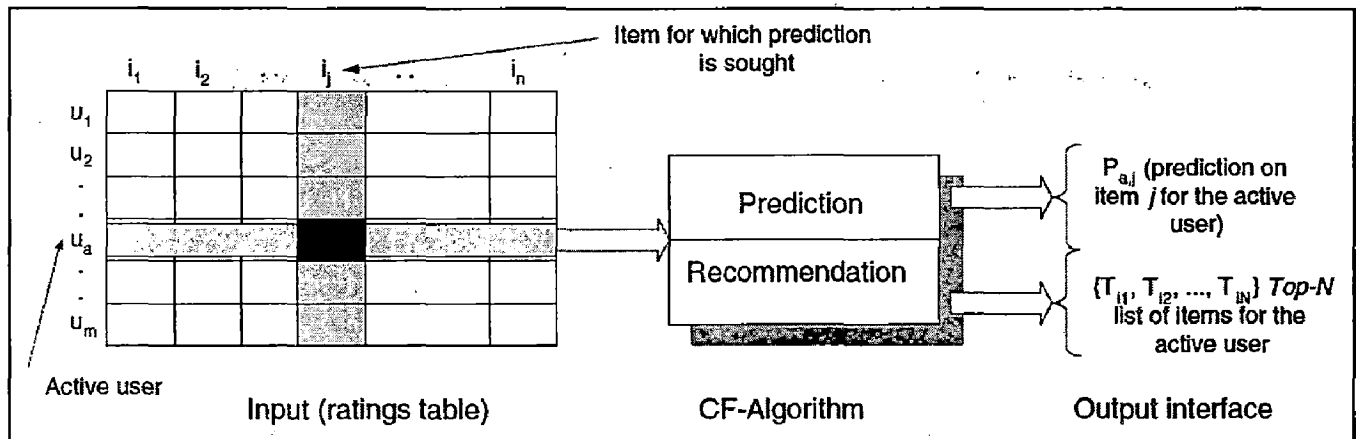 Item for which prediction
is sought
i1 i2 ij .. in
u1
u2
.
.
ua
.
.
um
Active user
Input (ratings table)
Prediction
Recommendation
CF-Algorithm
Pa,j (prediction on
item j for the active
user)
{Ti1, Ti2, ..., TiN} Top-N
list of items for the
active user
Output interface